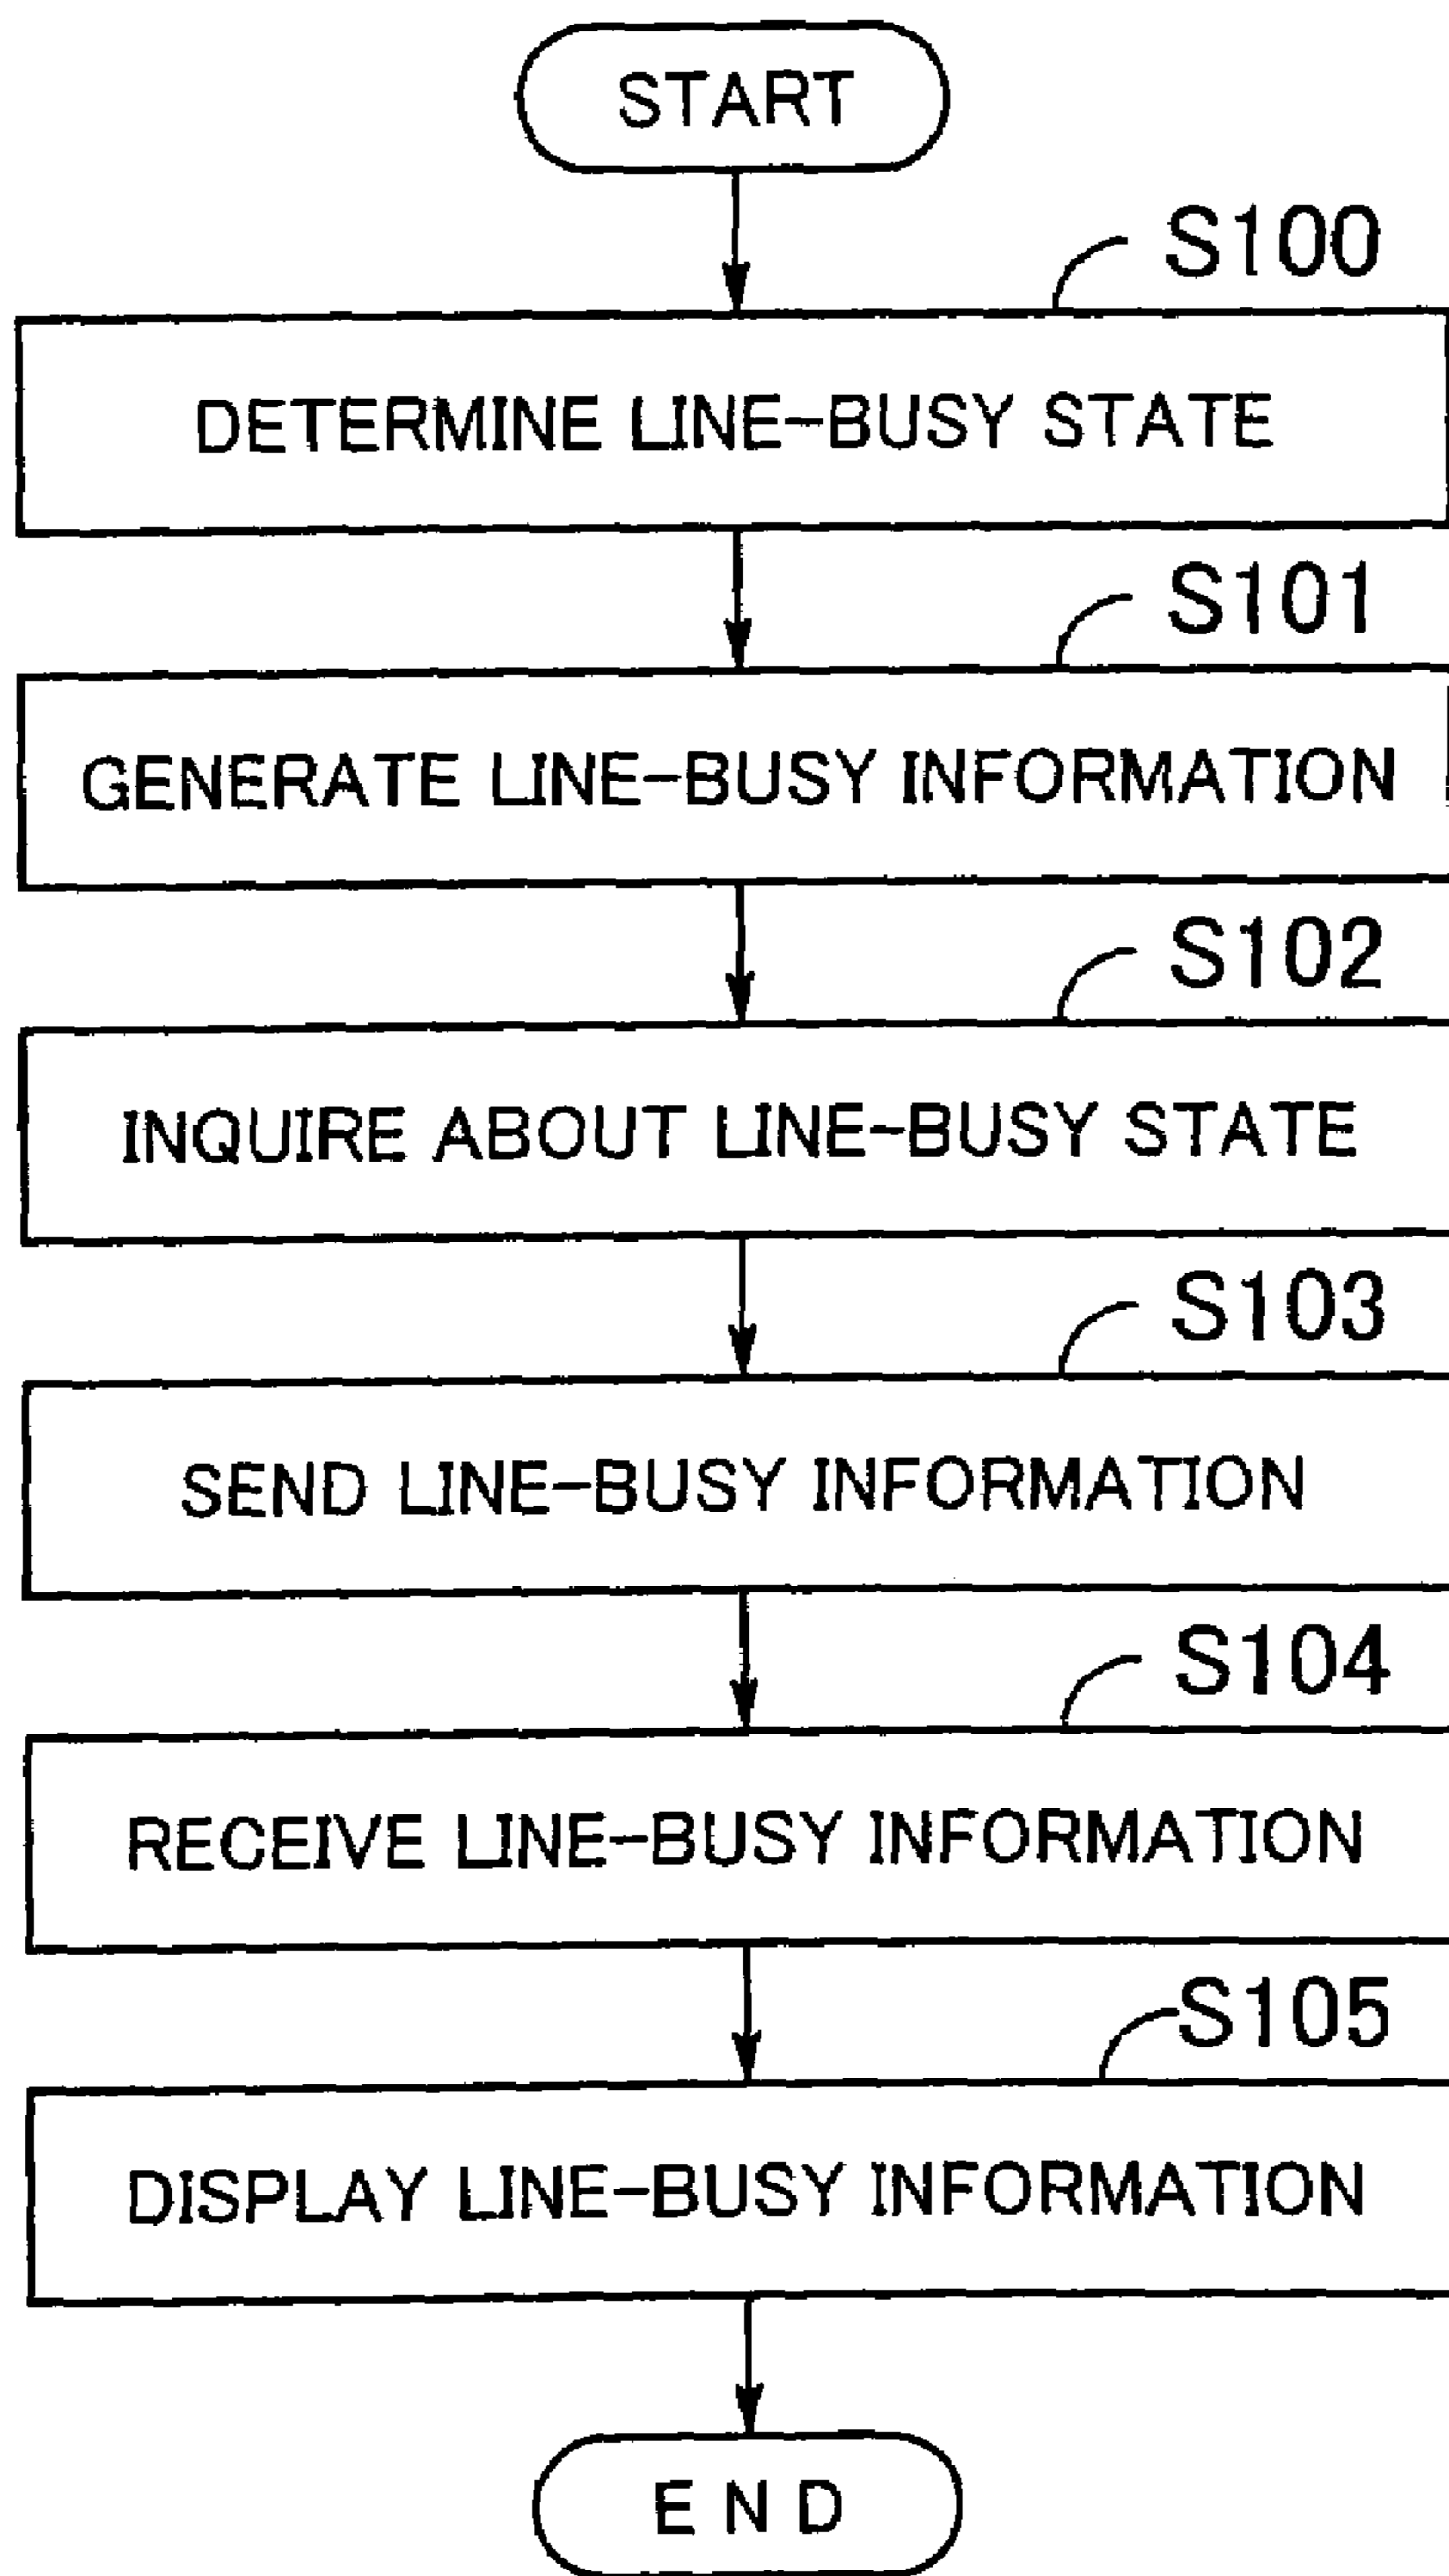 START
S100
DETERMINE LINE-BUSY STATE
S101
GENERATE LINE-BUSY INFORMATION
S102
INQUIRE ABOUT LINE-BUSY STATE
S103
SEND LINE-BUSY INFORMATION
S104
RECEIVE LINE-BUSY INFORMATION
S105
DISPLAY LINE-BUSY INFORMATION
END